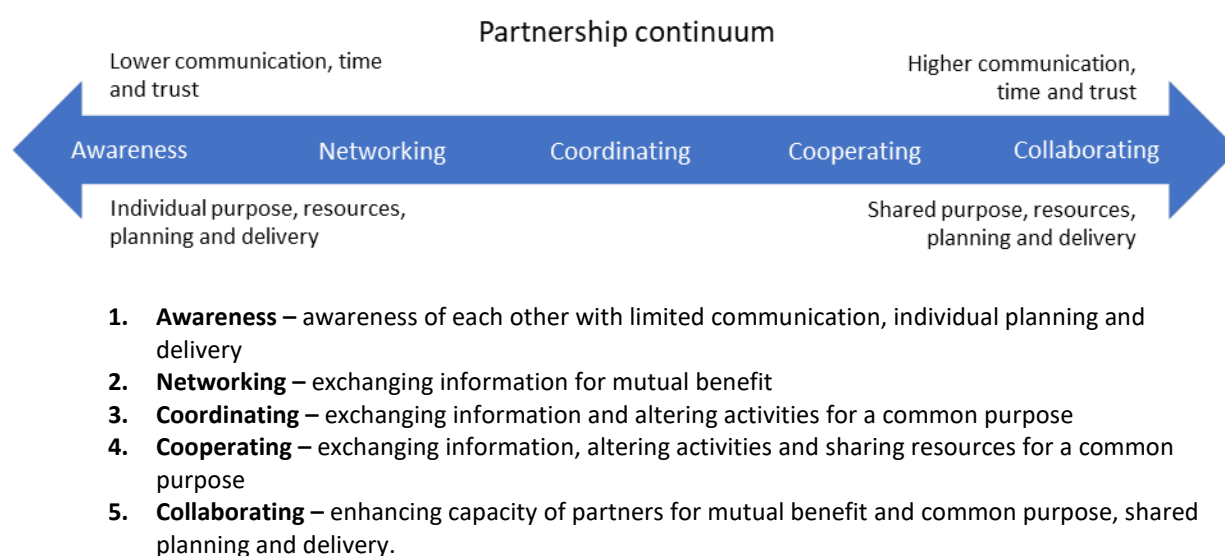 Partnership continuum
Lower communication, time
and trust
Higher communication,
time and trust
Awareness
Networking
Coordinating
Cooperating
Collaborating
Individual purpose, resources,
planning and delivery
Shared purpose, resources,
planning and delivery
1. Awareness – awareness of each other with limited communication, individual planning and
delivery
2. Networking – exchanging information for mutual benefit
3. Coordinating – exchanging information and altering activities for a common purpose
4. Cooperating – exchanging information, altering activities and sharing resources for a common
purpose
5. Collaborating – enhancing capacity of partners for mutual benefit and common purpose, shared
planning and delivery.